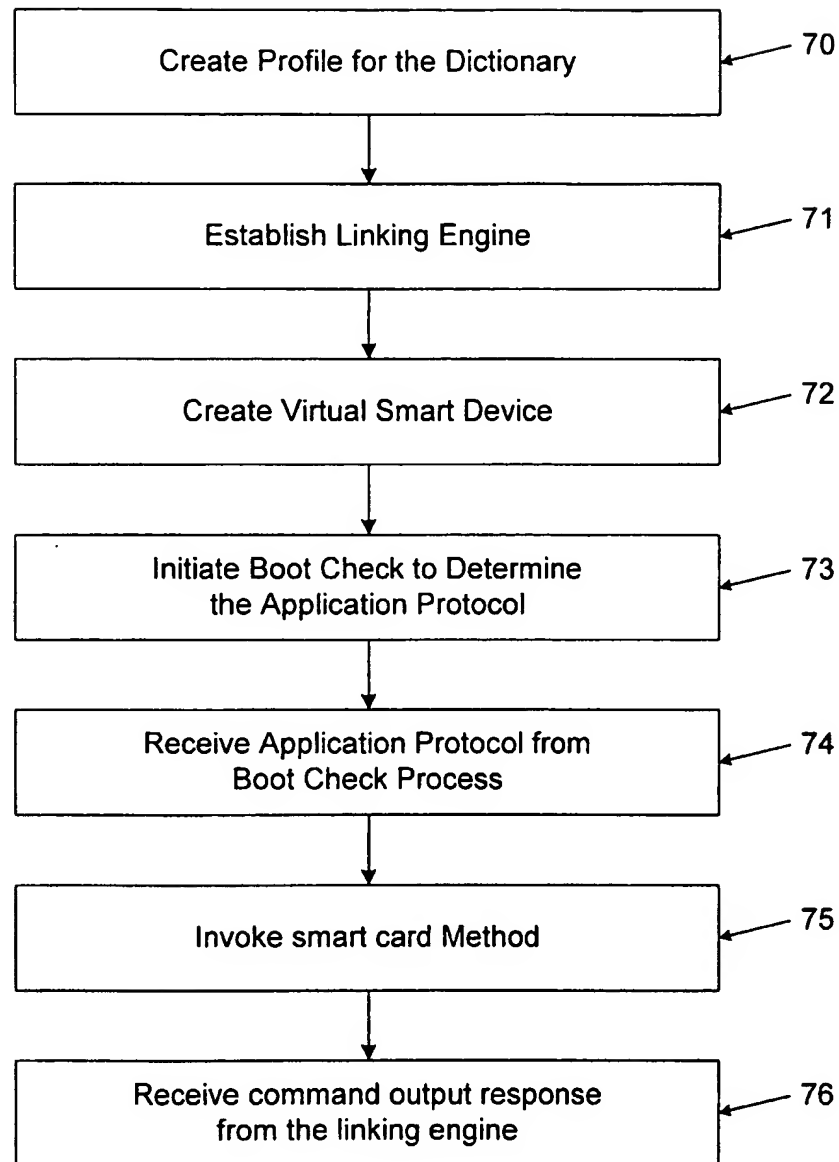 Create Profile for the Dictionary
70
Establish Linking Engine
71
Create Virtual Smart Device
72
Initiate Boot Check to Determine
the Application Protocol
73
Receive Application Protocol from
Boot Check Process
74
Invoke smart card Method
75
Receive command output response
from the linking engine
76